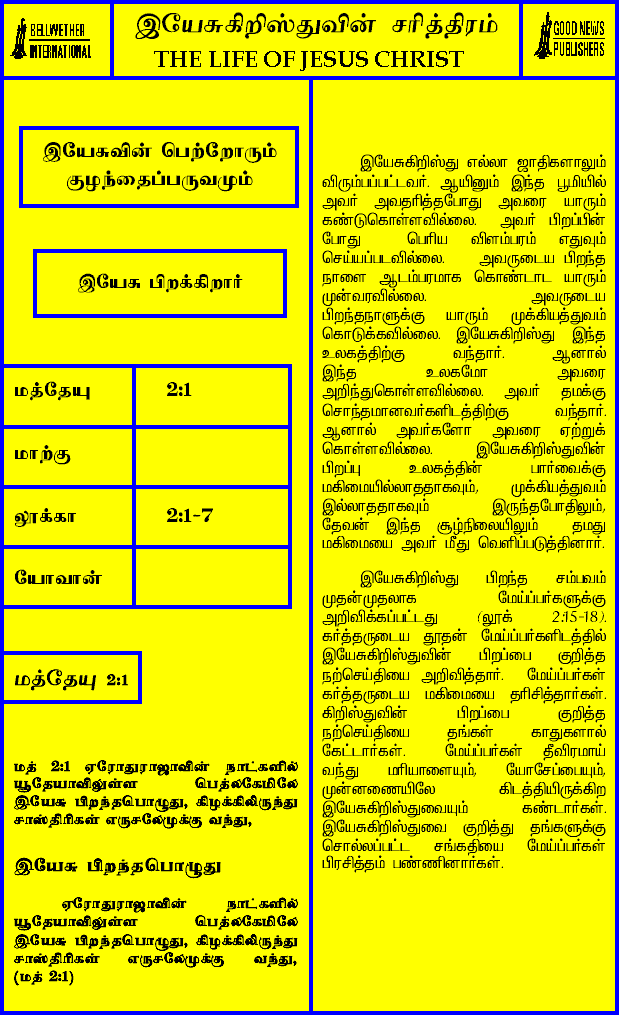 BELLWETHER
INTERNATIONAL
இயேசுகிறிஸ்துவின் சரித்திரம்
THE LIFE OF JESUS CHRIST
GOOD NEWS
PUBLISHERS
இயேசுவின் பெற்றோரும்
குழந்தைப்பருவமும்
இயேசு பிறக்கிறார்
மத்தேயு 2:1
மாற்கு
லூக்கா 2:1-7
யோவான்
மத்தேயு 2:1
மத் 2:1 ஏரோதுராஜாவின் நாட்களில்
யூதேயாவிலுள்ள பெத்லகேமிலே
இயேசு பிறந்தபொழுது, கிழக்கிலிருந்து
சாஸ்திரிகள் எருசலேமுக்கு வந்து,
இயேசு பிறந்தபொழுது
ஏரோதுராஜாவின் நாட்களில்
யூதேயாவிலுள்ள பெத்லகேமிலே
இயேசு பிறந்தபொழுது, கிழக்கிலிருந்து
சாஸ்திரிகள் எருசலேமுக்கு வந்து,
(மத் 2:1)
இயேசுகிறிஸ்து எல்லா ஜாதிகளாலும்
விரும்பப்பட்டவர். ஆயினும் இந்த பூமியில்
அவர் அவதரித்தபோது அவரை யாரும்
கண்டுகொள்ளவில்லை. அவர் பிறப்பின்
போது பெரிய விளம்பரம் எதுவும்
செய்யப்படவில்லை. அவருடைய பிறந்த
நாளை ஆடம்பரமாக கொண்டாட யாரும்
முன்வரவில்லை. அவருடைய
பிறந்தநாளுக்கு யாரும் முக்கியத்துவம்
கொடுக்கவில்லை. இயேசுகிறிஸ்து இந்த
உலகத்திற்கு வந்தார். ஆனால்
இந்த உலகமோ அவரை
அறிந்துகொள்ளவில்லை. அவர் தமக்கு
சொந்தமானவர்களிடத்திற்கு வந்தார்.
ஆனால் அவர்களோ அவரை ஏற்றுக்
கொள்ளவில்லை. இயேசுகிறிஸ்துவின்
பிறப்பு உலகத்தின் பார்வைக்கு
மகிமையில்லாததாகவும், முக்கியத்துவம்
இல்லாததாகவும் இருந்தபோதிலும்,
தேவன் இந்த சூழ்நிலையிலும் தமது
மகிமையை அவர் மீது வெளிப்படுத்தினார்.
இயேசுகிறிஸ்து பிறந்த சம்பவம்
முதன்முதலாக மேய்ப்பர்களுக்கு
அறிவிக்கப்பட்டது (லூக் 2:15-18).
கர்த்தருடைய தூதன் மேய்ப்பர்களிடத்தில்
இயேசுகிறிஸ்துவின் பிறப்பை குறித்த
நற்செய்தியை அறிவித்தார். மேய்ப்பர்கள்
கர்த்தருடைய மகிமையை தரிசித்தார்கள்.
கிறிஸ்துவின் பிறப்பை குறித்த
நற்செய்தியை தங்கள் காதுகளால்
கேட்டார்கள். மேய்ப்பர்கள் தீவிரமாய்
வந்து மரியாளையும், யோசேப்பையும்,
முன்னணையிலே கிடத்தியிருக்கிற
இயேசுகிறிஸ்துவையும் கண்டார்கள்.
இயேசுகிறிஸ்துவை குறித்து தங்களுக்கு
சொல்லப்பட்ட சங்கதியை மேய்ப்பர்கள்
பிரசித்தம் பண்ணினார்கள்.